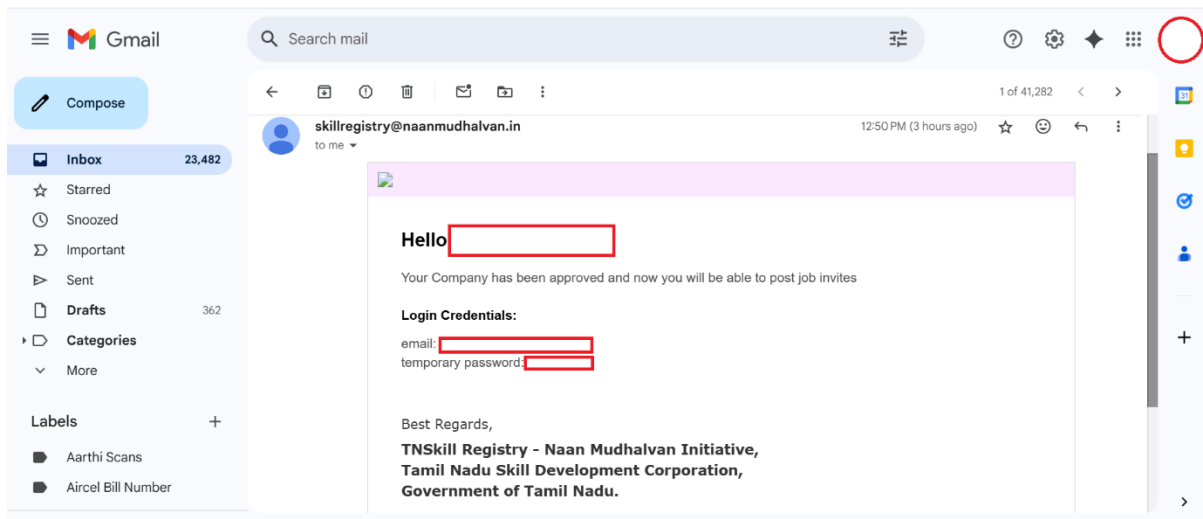 Gmail
Search mail
Compose
1 of 41,282
31
skillregistry@naanmudhalvan.in
12:50 PM (3 hours ago)
to me
Inbox 23,482
Starred
Snoozed
Important
Sent
Drafts 362
Categories
More
Labels
Aarthi Scans
Aircel Bill Number
Hello
Your Company has been approved and now you will be able to post job invites
Login Credentials:
email:
temporary password:
Best Regards,
TNSkill Registry - Naan Mudhalvan Initiative,
Tamil Nadu Skill Development Corporation,
Government of Tamil Nadu.